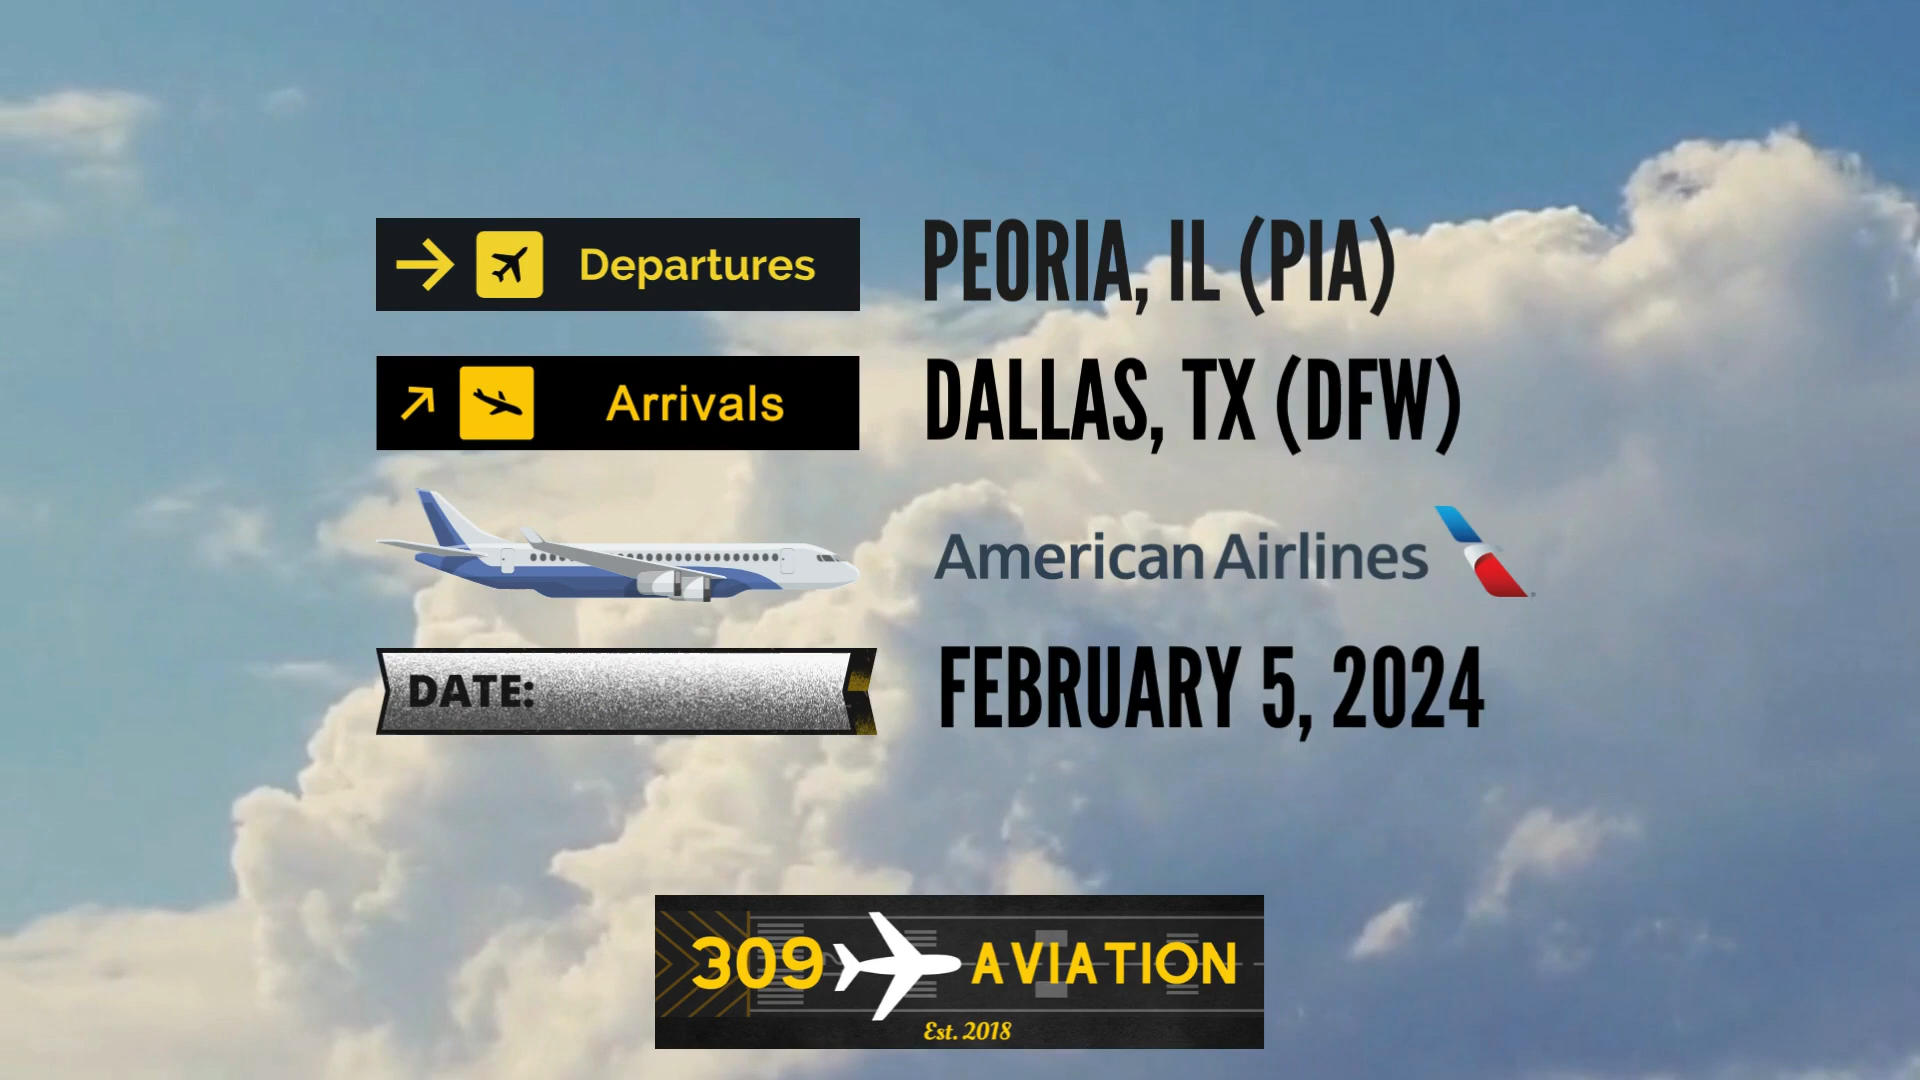 Departures PEORIA, IL (PIA)
Arrivals DALLAS, TX (DFW)
American Airlines
DATE: FEBRUARY 5, 2024
309 AVIATION
Est. 2018